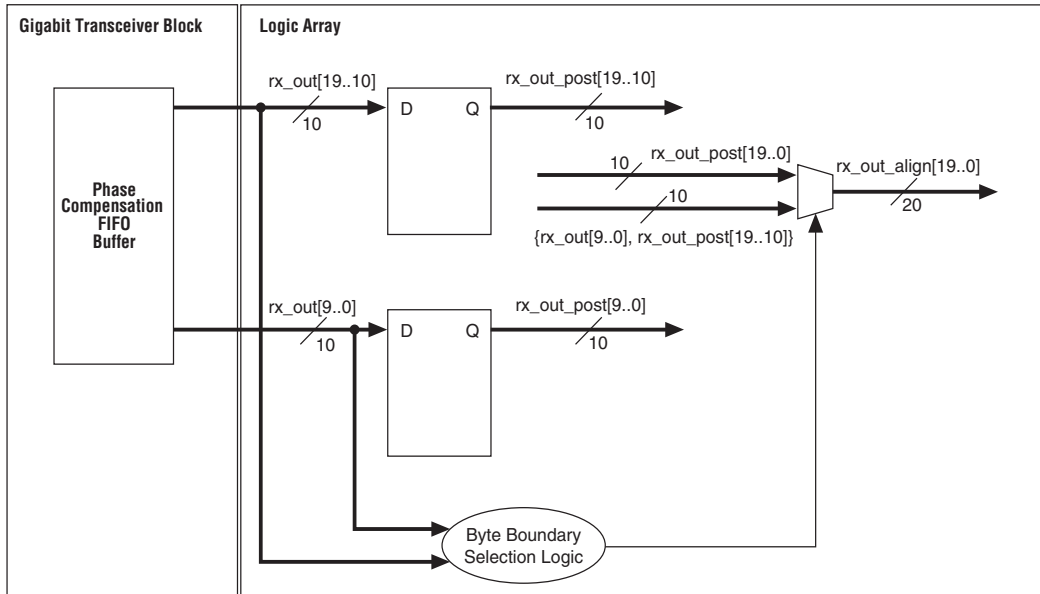 Gigabit Transceiver Block
Logic Array
rx_out[19..10]
10
D
Q
rx_out_post[19..10]
10
10
rx_out_post[19..0]
10
{rx_out[9..0], rx_out_post[19..10]}
rx_out_align[19..0]
20
Phase
Compensation
FIFO
Buffer
rx_out[9..0]
10
D
Q
rx_out_post[9..0]
10
Byte Boundary
Selection Logic